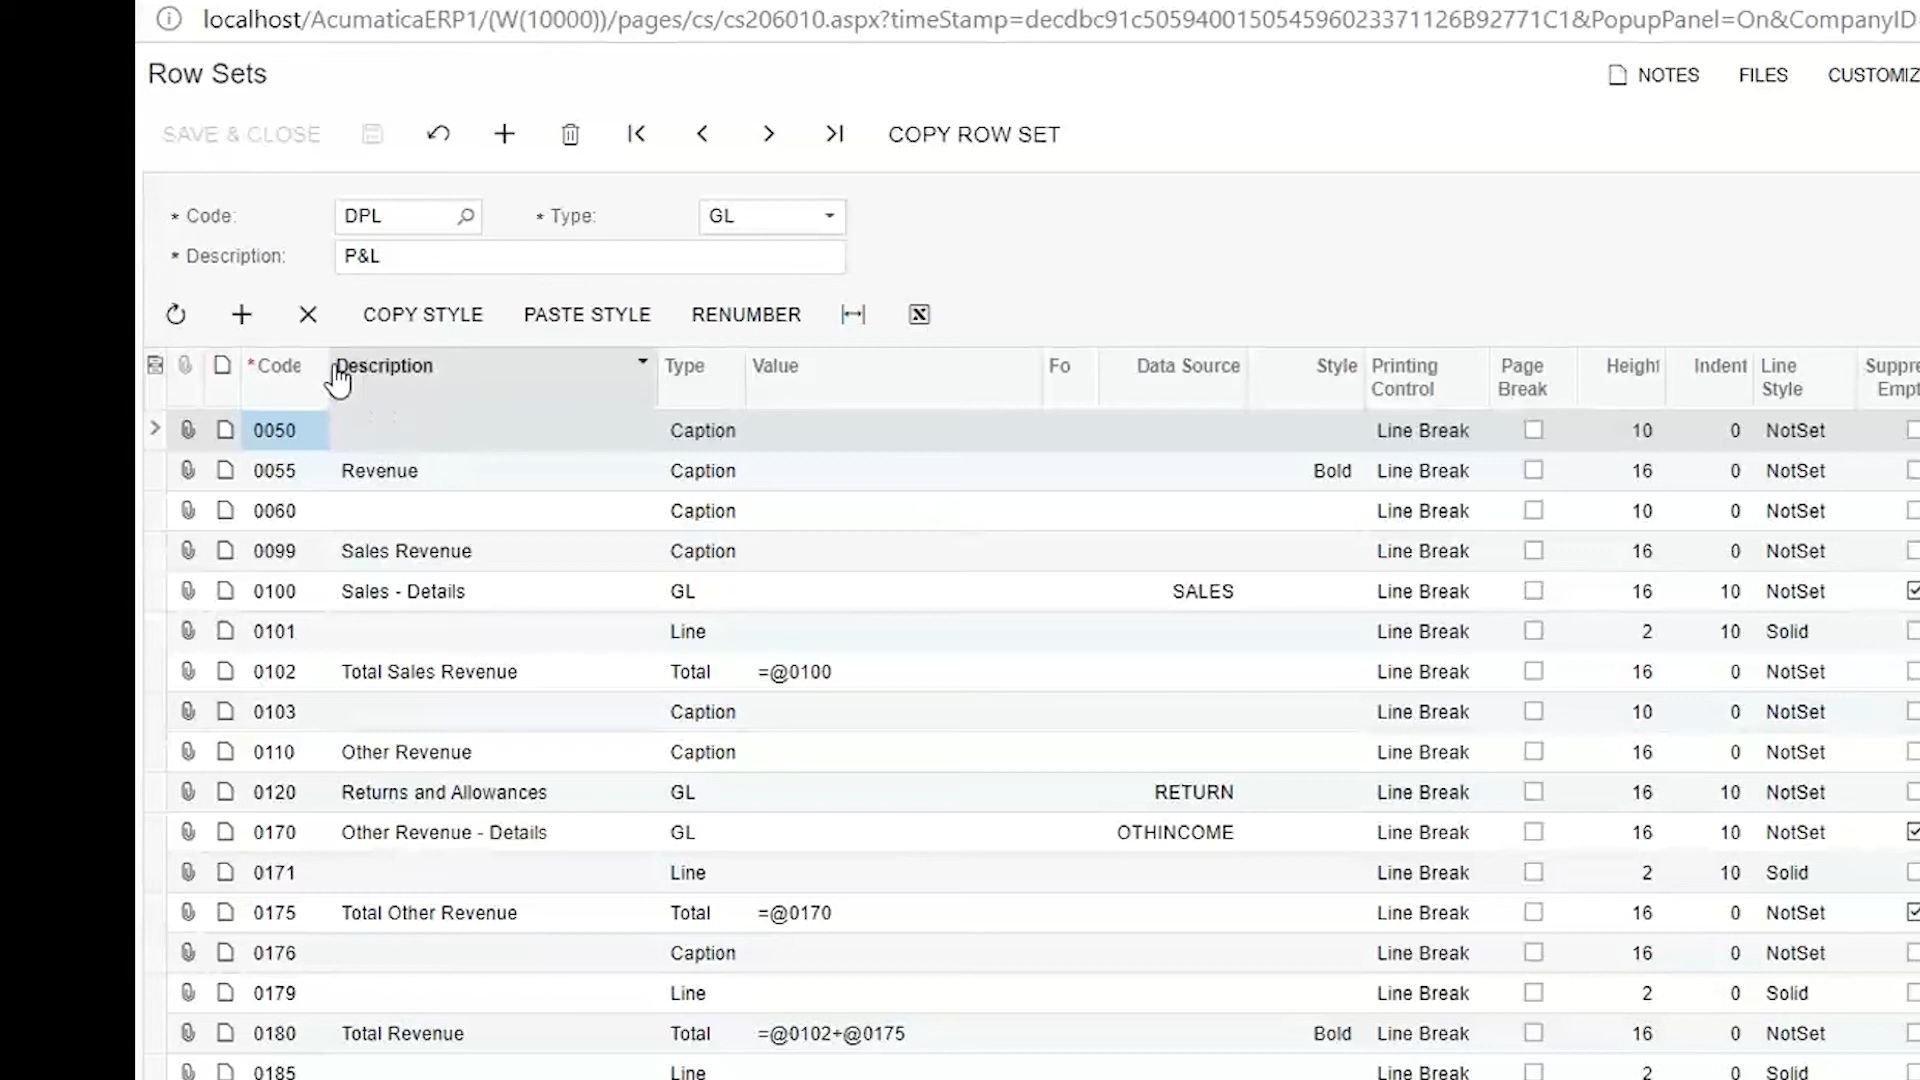 localhost/AcumaticaERP1/(W(10000))/pages/cs/cs206010.aspx?timeStamp=decdbc91c505940015054596023371126B92771C1&PopupPanel=On&CompanyID
Row Sets NOTES FILES CUSTOMIZ
SAVE & CLOSE COPY ROW SET
* Code: DPL * Type: GL
* Description: P&L
COPY STYLE PASTE STYLE RENUMBER
* Code Description Type Value Fo Data Source Style Printing Control Page Break Height Indent Line Style Suppre Empt
0050 Caption Line Break 10 0 NotSet
0055 Revenue Caption Bold Line Break 16 0 NotSet
0060 Caption Line Break 10 0 NotSet
0099 Sales Revenue Caption Line Break 16 0 NotSet
0100 Sales - Details GL SALES Line Break 16 10 NotSet
0101 Line Line Break 2 10 Solid
0102 Total Sales Revenue Total =@0100 Line Break 16 0 NotSet
0103 Caption Line Break 10 0 NotSet
0110 Other Revenue Caption Line Break 16 0 NotSet
0120 Returns and Allowances GL RETURN Line Break 16 10 NotSet
0170 Other Revenue - Details GL OTHINCOME Line Break 16 10 NotSet
0171 Line Line Break 2 10 Solid
0175 Total Other Revenue Total =@0170 Line Break 16 0 NotSet
0176 Caption Line Break 16 0 NotSet
0179 Line Line Break 2 0 Solid
0180 Total Revenue Total =@0102+@0175 Bold Line Break 16 0 NotSet
0185 Line Line Break 2 0 Solid